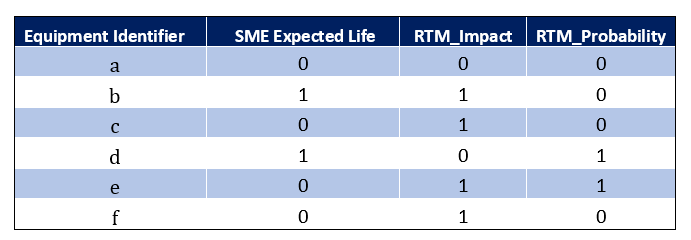 Equipment Identifier SME Expected Life RTM_Impact RTM_Probability
a 0 0 0
b 1 1 0
c 0 1 0
d 1 0 1
e 0 1 1
f 0 1 0